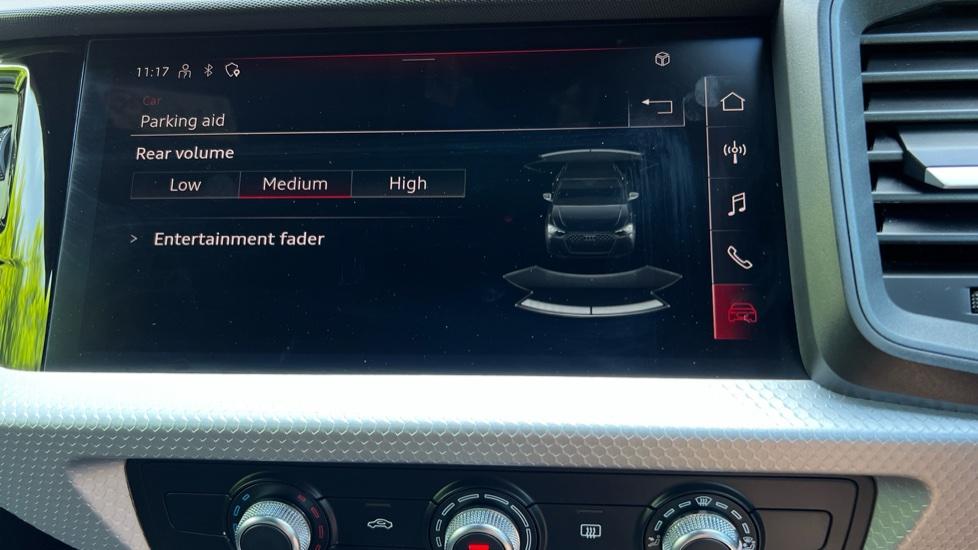 11:17
Car
Parking aid
Rear volume
Low Medium High
> Entertainment fader